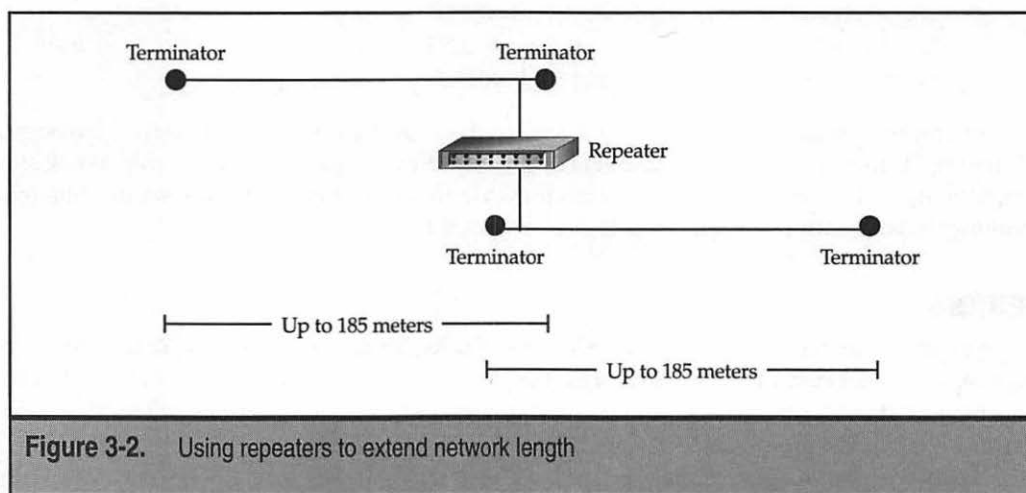 Terminator
Terminator
Repeater
Terminator
Terminator
Up to 185 meters
Up to 185 meters
Figure 3-2. Using repeaters to extend network length